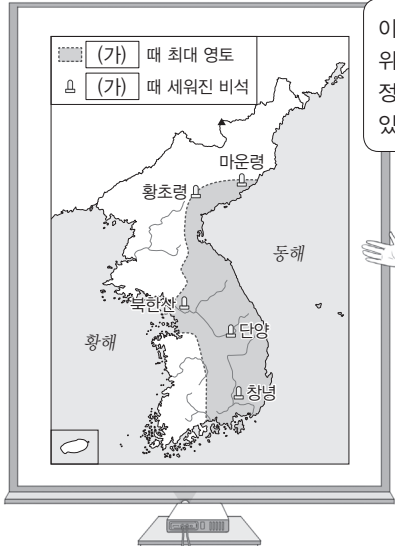 (가) 때 최대 영토
(가) 때 세워진 비석
이
위
정
있
마운령
황초령
동해
북한산
단양
황해
창녕